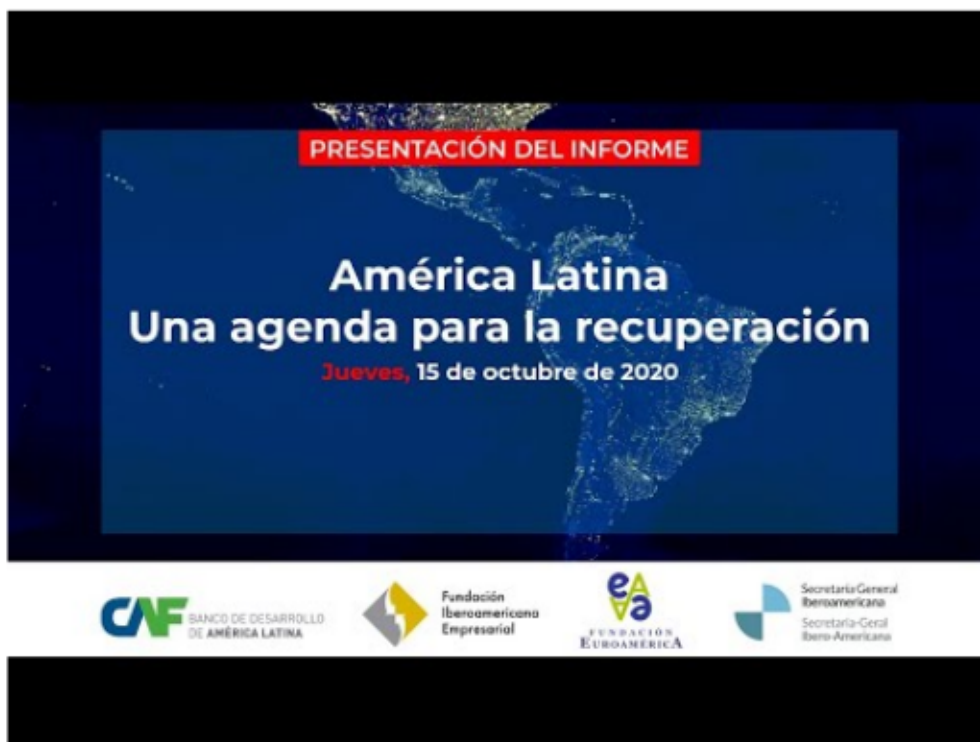 PRESENTACIÓN DEL INFORME
América Latina
Una agenda para la recuperación
Jueves, 15 de octubre de 2020
CAF BANCO DE DESARROLLO
DE AMÉRICA LATINA
Fundación
Iberoamericana
Empresarial
FUNDACIÓN
EUROAMÉRICA
Secretaría General
Iberoamericana
Secretaria-Geral
Ibero-Americana